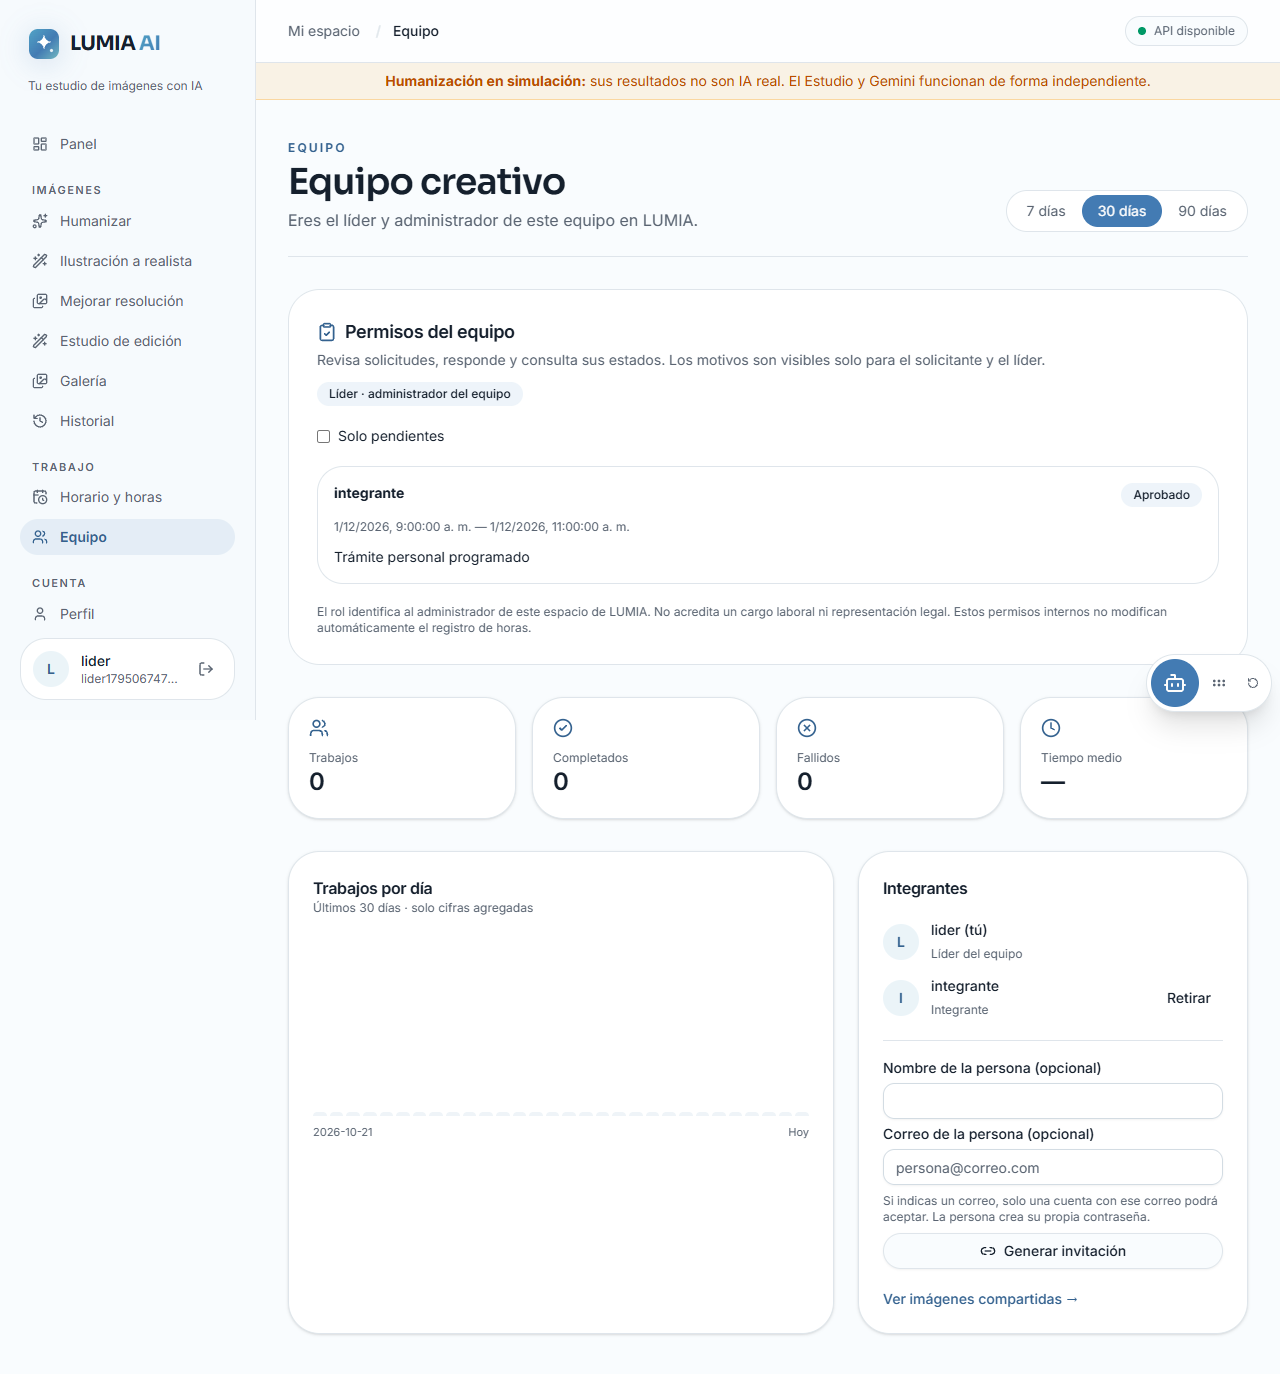 LUMIA AI
Tu estudio de imágenes con IA
Panel
IMÁGENES
Humanizar
Ilustración a realista
Mejorar resolución
Estudio de edición
Galería
Historial
TRABAJO
Horario y horas
Equipo
CUENTA
Perfil
L
lider
lider179506747...
Mi espacio / Equipo
API disponible
Humanización en simulación: sus resultados no son IA real. El Estudio y Gemini funcionan de forma independiente.
EQUIPO
Equipo creativo
Eres el líder y administrador de este equipo en LUMIA.
7 días
30 días
90 días
Permisos del equipo
Revisa solicitudes, responde y consulta sus estados. Los motivos son visibles solo para el solicitante y el líder.
Líder · administrador del equipo
Solo pendientes
integrante
Aprobado
1/12/2026, 9:00:00 a. m. — 1/12/2026, 11:00:00 a. m.
Trámite personal programado
El rol identifica al administrador de este espacio de LUMIA. No acredita un cargo laboral ni representación legal. Estos permisos internos no modifican
automáticamente el registro de horas.
Trabajos
0
Completados
0
Fallidos
0
Tiempo medio
—
Trabajos por día
Últimos 30 días · solo cifras agregadas
2026-10-21
Hoy
Integrantes
L
lider (tú)
Líder del equipo
I
integrante
Integrante
Retirar
Nombre de la persona (opcional)
Correo de la persona (opcional)
persona@correo.com
Si indicas un correo, solo una cuenta con ese correo podrá
aceptar. La persona crea su propia contraseña.
Generar invitación
Ver imágenes compartidas →